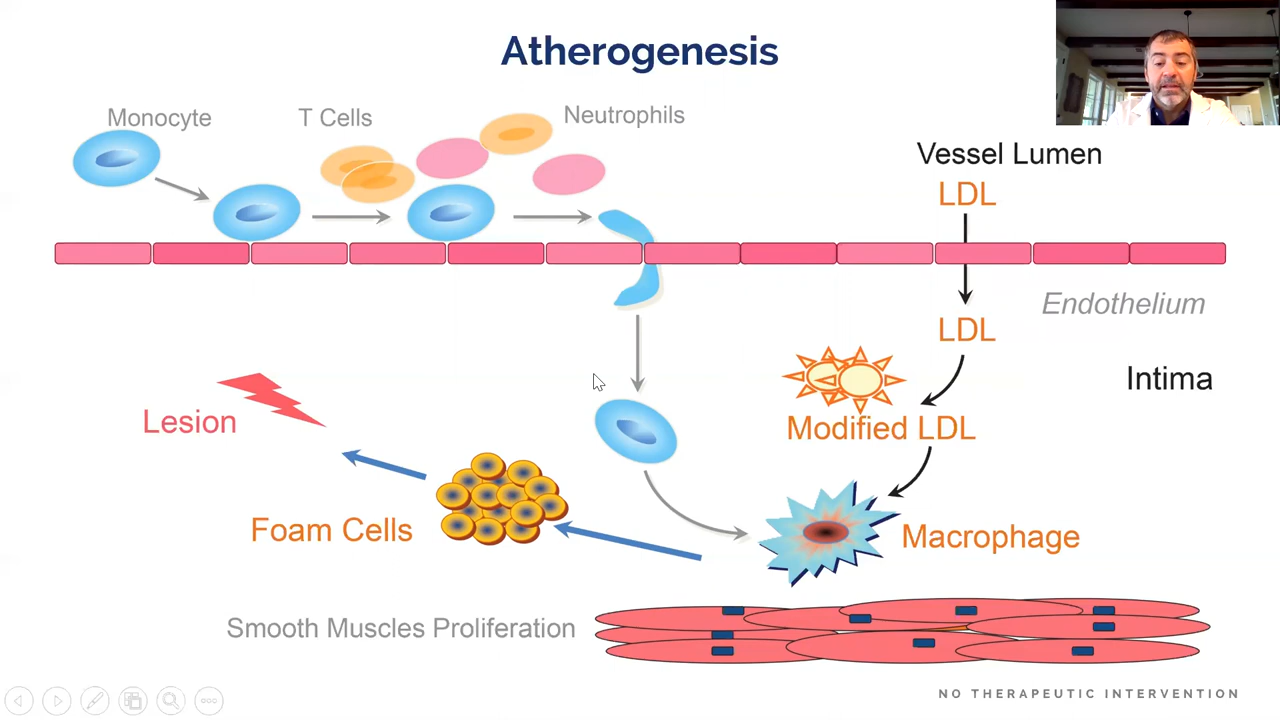 Atherogenesis
Monocyte
T Cells
Neutrophils
Vessel Lumen
LDL
Endothelium
LDL
Intima
Lesion
Modified LDL
Foam Cells
Macrophage
Smooth Muscles Proliferation
NO THERAPEUTIC INTERVENTION